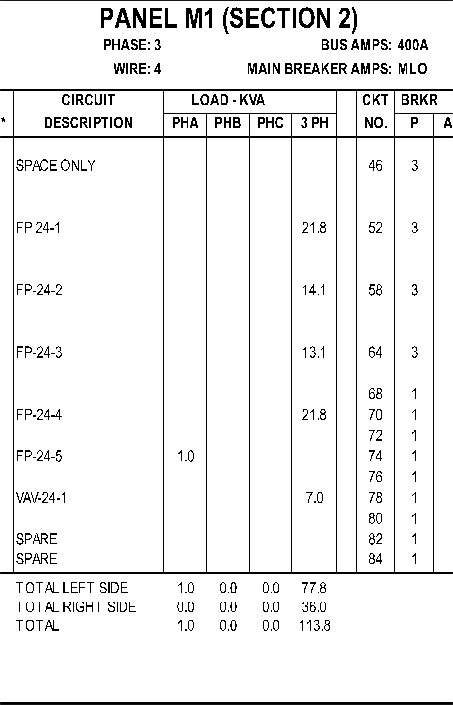 PANEL M1 (SECTION 2)
PHASE: 3 BUS AMPS: 400A
WIRE: 4 MAIN BREAKER AMPS: MLO
CIRCUIT LOAD - KVA CKT BRKR
* DESCRIPTION PHA PHB PHC 3 PH NO. P A
SPACE ONLY 46 3
FP 24-1 21.8 52 3
FP-24-2 14.1 58 3
FP-24-3 13.1 64 3
68 1
FP-24-4 21.8 70 1
72 1
FP-24-5 1.0 74 1
76 1
VAV-24-1 7.0 78 1
80 1
SPARE 82 1
SPARE 84 1
TOTAL LEFT SIDE 1.0 0.0 0.0 77.8
TOTAL RIGHT SIDE 0.0 0.0 0.0 36.0
TOTAL 1.0 0.0 0.0 113.8